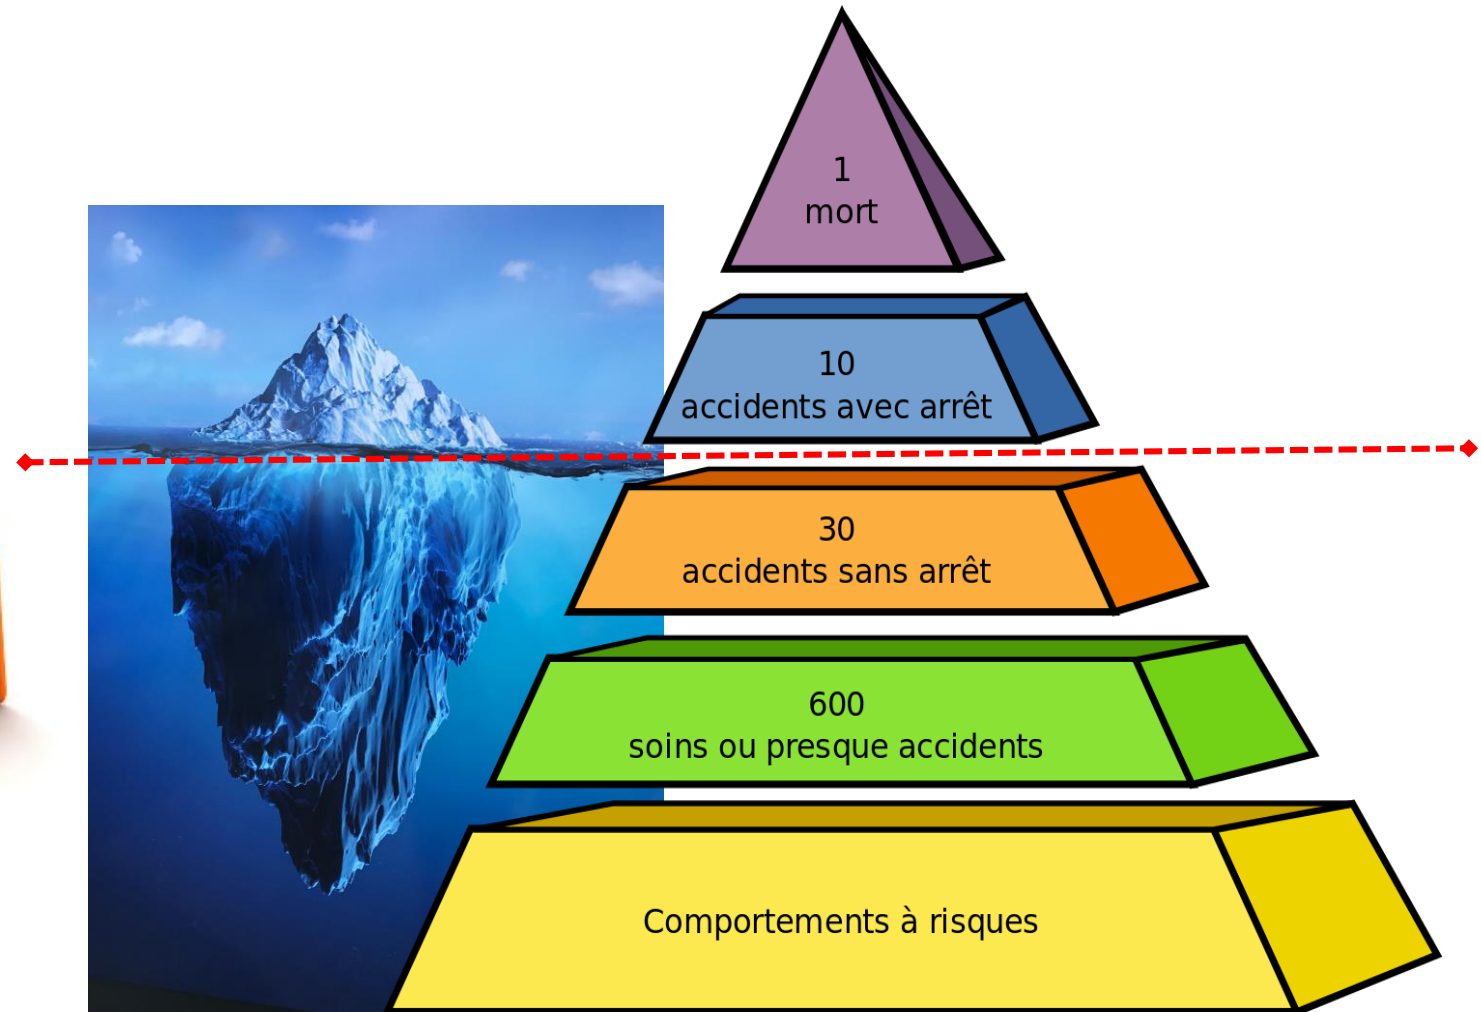 1
mort
10
accidents avec arrêt
30
accidents sans arrêt
600
soins ou presque accidents
Comportements à risques